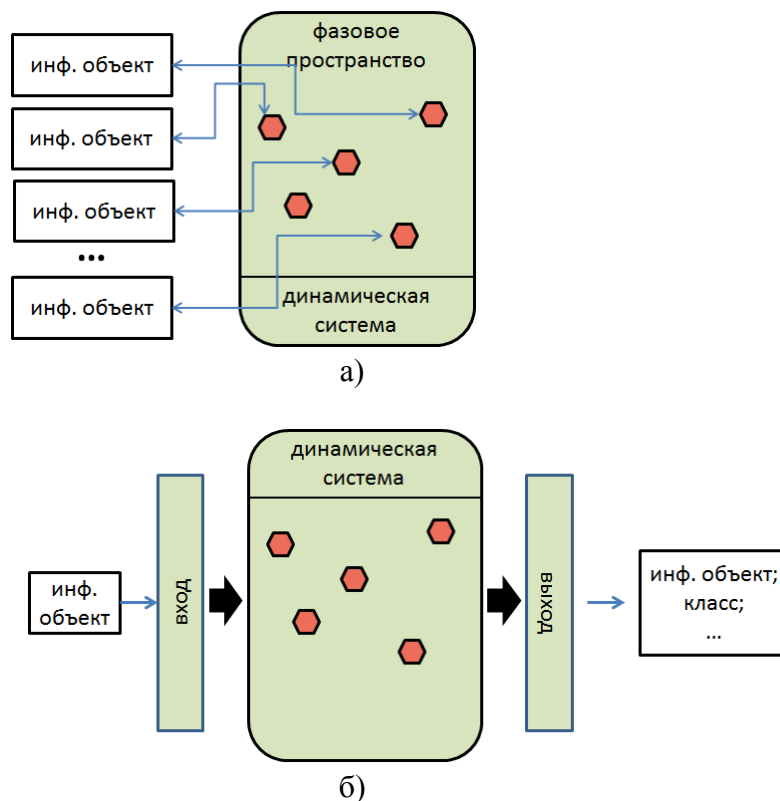 фазовое
пространство
инф. объект
инф. объект
инф. объект
...
инф. объект
динамическая
система
а)
динамическая
система
инф.
объект
вход
выход
инф. объект;
класс;
...
б)